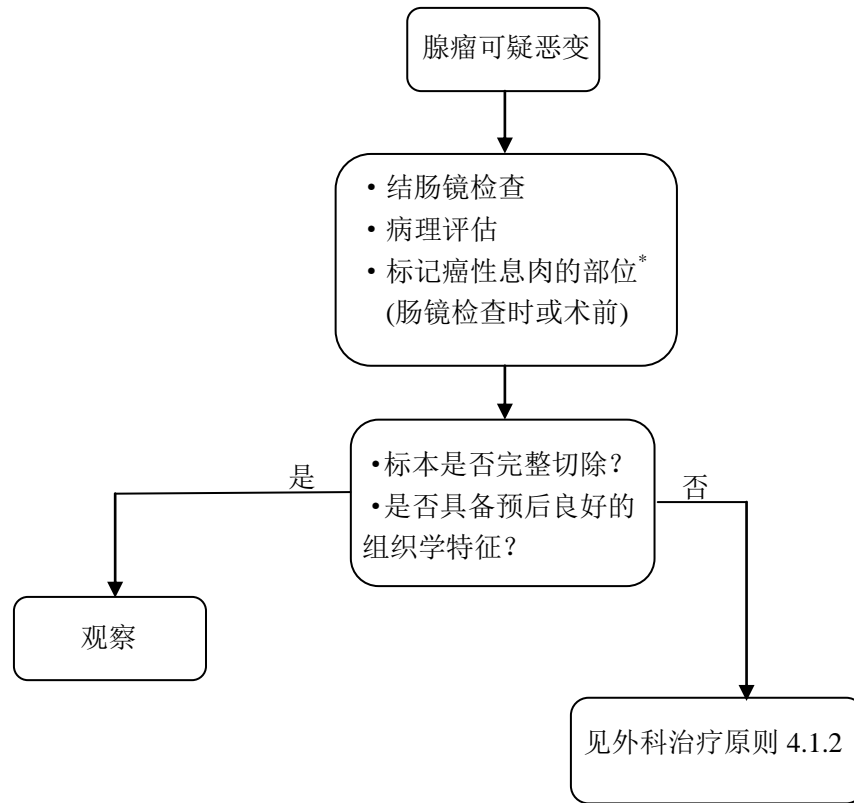 腺瘤可疑恶变
·结肠镜检查
·病理评估
·标记癌性息肉的部位*
(肠镜检查时或术前)
·标本是否完整切除？
·是否具备预后良好的
组织学特征？
是
否
观察
见外科治疗原则 4.1.2